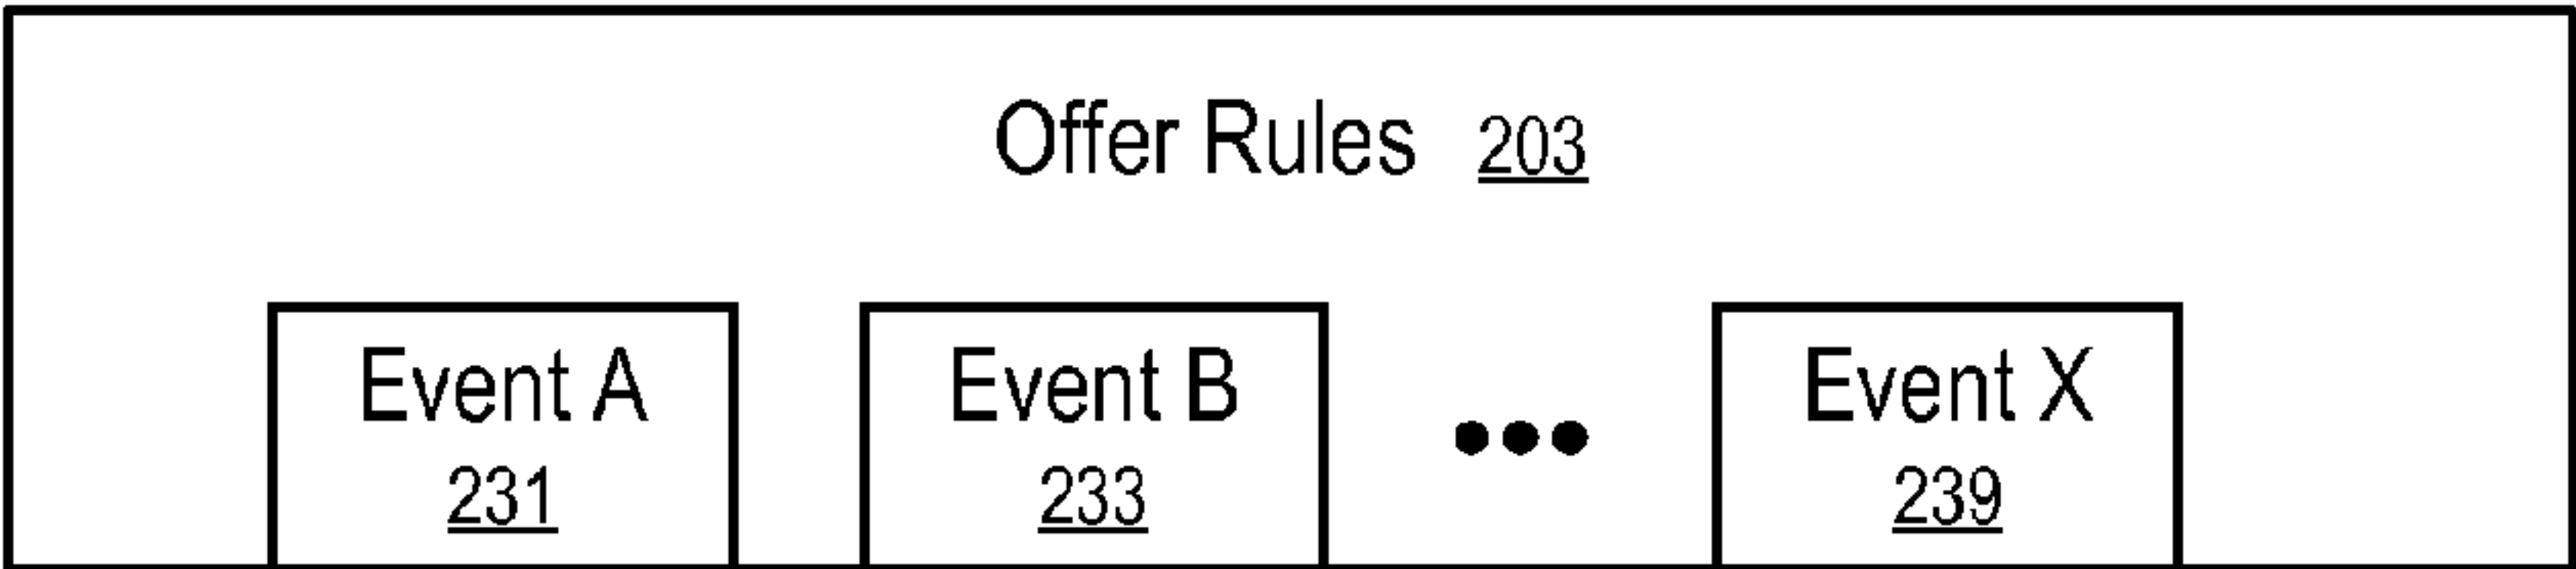 Offer Rules 203
Event A
231
Event B
233
•••
Event X
239